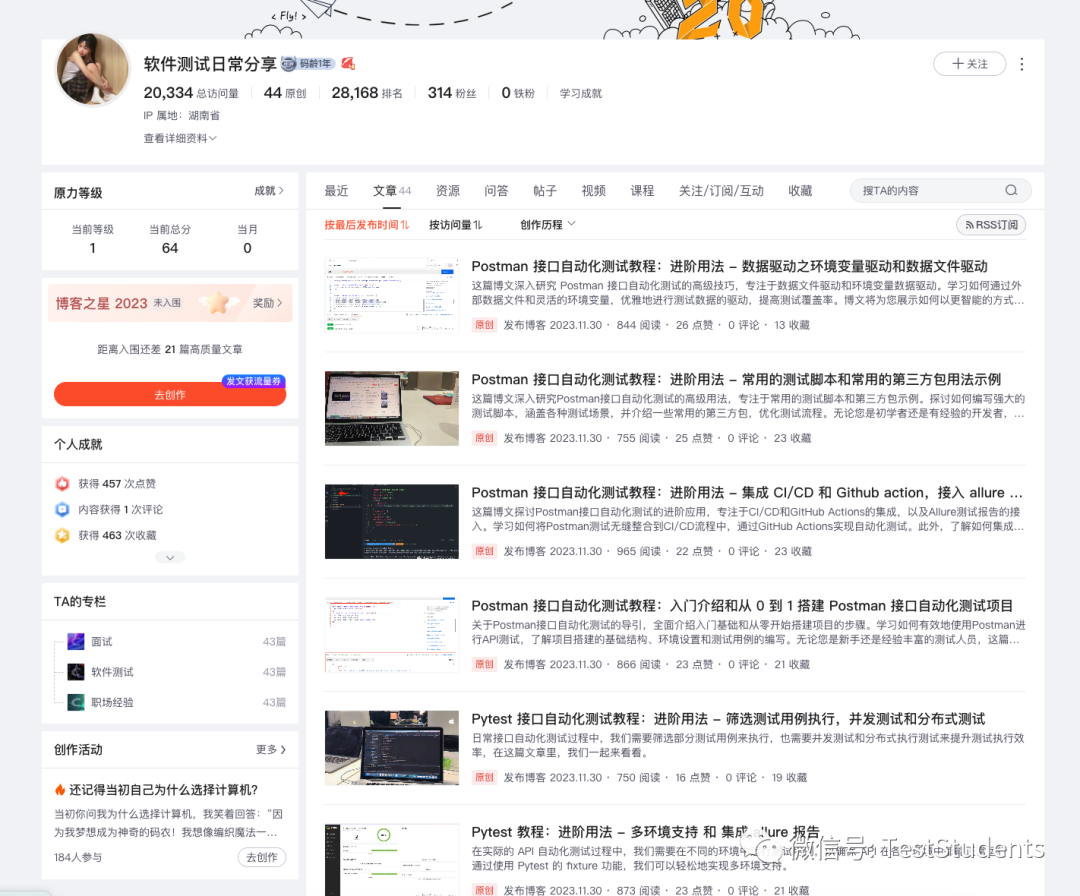 < Fly! >
20
软件测试日常分享 码龄1年
20,334 总访问量 44 原创 28,168 排名 314 粉丝 0 铁粉 学习成就
IP 属地：湖南省
查看详细资料
关注
原力等级 成就
当前等级 当前总分 当月
1 64 0
博客之星 2023 未入围 奖励
距离入围还差 21 篇高质量文章
发文获流量券
去创作
个人成就
获得 457 次点赞
内容获得 1 次评论
获得 463 次收藏
TA的专栏
面试 43篇
软件测试 43篇
职场经验 43篇
创作活动 更多
还记得当初自己为什么选择计算机?
当初你问我为什么选择计算机，我笑着回答：“因
为我梦想成为神奇的码农！我想像编织魔法一...
184人参与 去创作
最近 文章 44 资源 问答 帖子 视频 课程 关注/订阅/互动 收藏 搜TA的内容
按最后发布时间 按访问量 创作历程 RSS订阅
Postman 接口自动化测试教程：进阶用法 – 数据驱动之环境变量驱动和数据文件驱动
这篇博文深入研究 Postman 接口自动化测试的高级技巧，专注于数据文件驱动和环境变量数据驱动。学习如何通过外
部数据文件和灵活的环境变量，优雅地进行测试数据的驱动，提高测试覆盖率。博文将为您展示如何以更智能的方式...
原创 发布博客 2023.11.30 · 844 阅读 · 26 点赞 · 0 评论 · 13 收藏
Postman 接口自动化测试教程：进阶用法 – 常用的测试脚本和常用的第三方包用法示例
这篇博文深入研究Postman接口自动化测试的高级用法，专注于常用的测试脚本和第三方包示例。探讨如何编写强大的
测试脚本，涵盖各种测试场景，并介绍一些常用的第三方包，优化测试流程。无论您是初学者还是有经验的开发者，...
原创 发布博客 2023.11.30 · 755 阅读 · 25 点赞 · 0 评论 · 23 收藏
Postman 接口自动化测试教程：进阶用法 – 集成 CI/CD 和 Github action，接入 allure ...
这篇博文探讨Postman接口自动化测试的进阶应用，专注于CI/CD和GitHub Actions的集成，以及Allure测试报告的接
入。学习如何将Postman测试无缝整合到CI/CD流程中，通过GitHub Actions实现自动化测试。此外，了解如何集成...
原创 发布博客 2023.11.30 · 965 阅读 · 22 点赞 · 0 评论 · 23 收藏
Postman 接口自动化测试教程：入门介绍和从 0 到 1 搭建 Postman 接口自动化测试项目
关于Postman接口自动化测试的导引，全面介绍入门基础和从零开始搭建项目的步骤。学习如何有效地使用Postman进
行API测试，了解项目搭建的基础结构、环境设置和测试用例的编写。无论您是新手还是经验丰富的测试人员，这篇...
原创 发布博客 2023.11.30 · 866 阅读 · 23 点赞 · 0 评论 · 21 收藏
Pytest 接口自动化测试教程：进阶用法 – 筛选测试用例执行，并发测试和分布式测试
日常接口自动化测试过程中，我们需要筛选部分测试用例来执行，也需要并发测试和分布式执行测试来提升测试执行效
率，在这篇文章里，我们一起来看看。
原创 发布博客 2023.11.30 · 750 阅读 · 16 点赞 · 0 评论 · 19 收藏
Pytest 教程：进阶用法 – 多环境支持 和 集成 allure 报告
在实际的 API 自动化测试过程中，我们需要在不同的环境
通过使用 Pytest 的 fixture 功能，我们可以轻松地实现多环境支持。
原创 发布博客 2023.11.30 · 873 阅读 · 23 点赞 · 0 评论 · 21 收藏
微信号: TestStudents